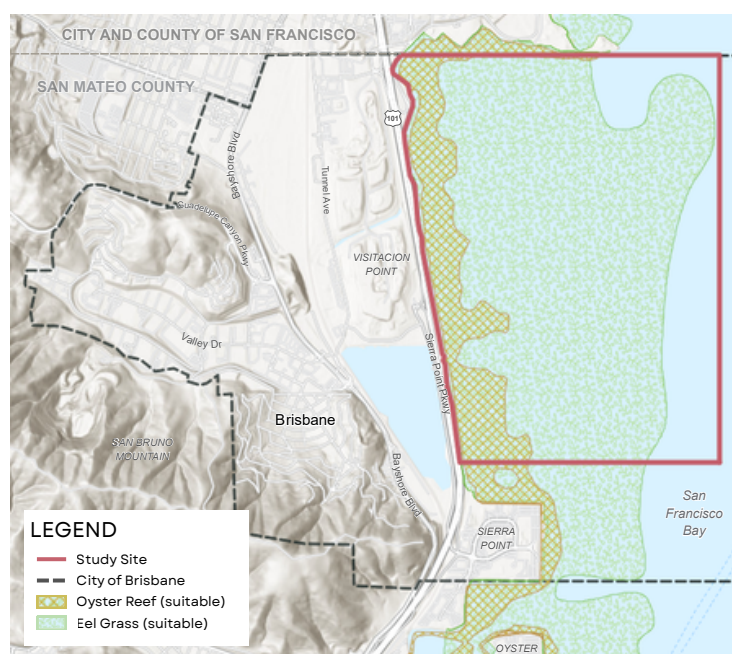 CITY AND COUNTY OF SAN FRANCISCO
SAN MATEO COUNTY
101
Bayshore Blvd
Tunnel Ave
Guadelupe Canyon Pkwy
VISITACION
POINT
Valley Dr
Sierra Point Pkwy
Brisbane
SAN BRUNO
MOUNTAIN
Bayshore Blvd
San
Francisco
Bay
SIERRA
POINT
OYSTER
LEGEND
Study Site
City of Brisbane
Oyster Reef (suitable)
Eel Grass (suitable)